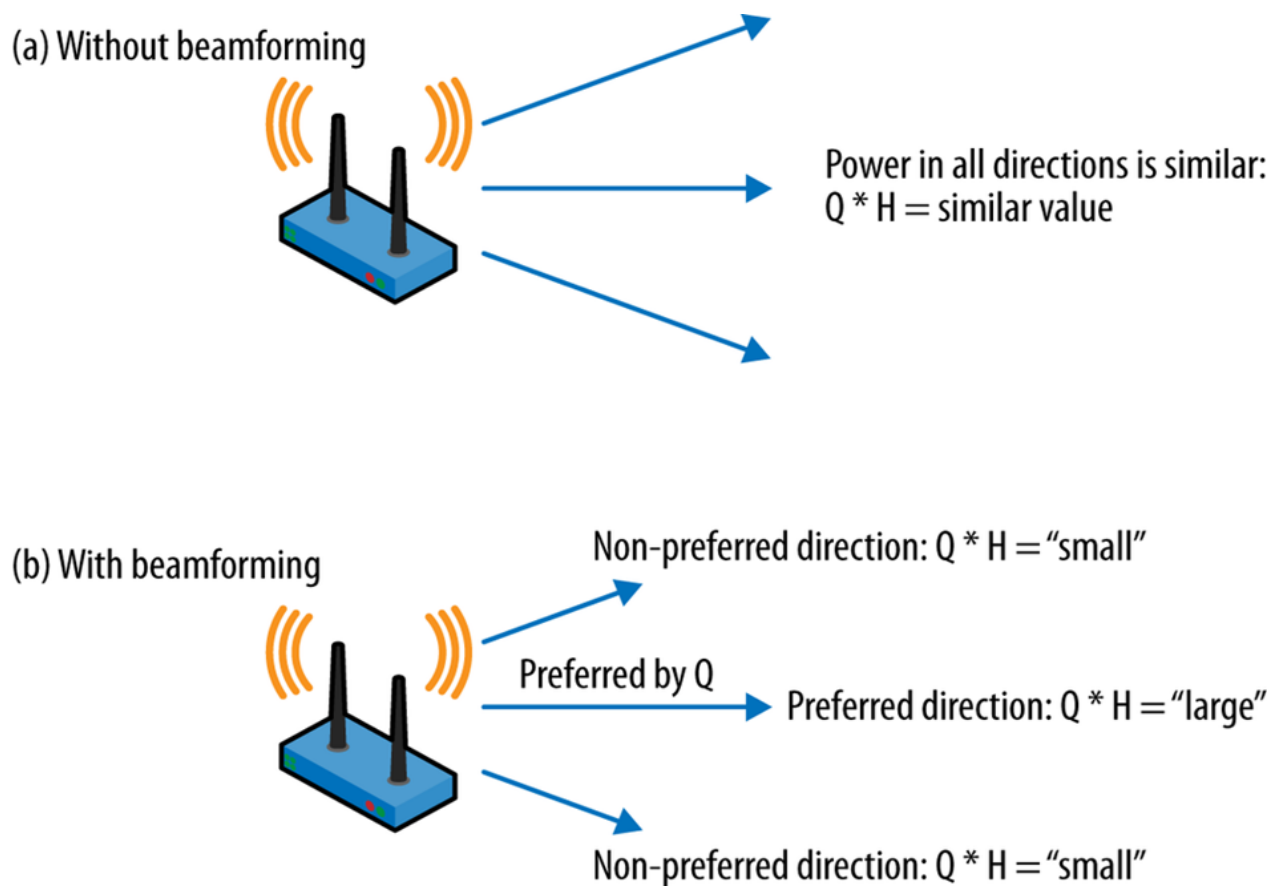 (a) Without beamforming
Power in all directions is similar:
Q * H = similar value
(b) With beamforming
Non-preferred direction: Q * H = “small”
Preferred by Q
Preferred direction: Q * H = “large”
Non-preferred direction: Q * H = “small”